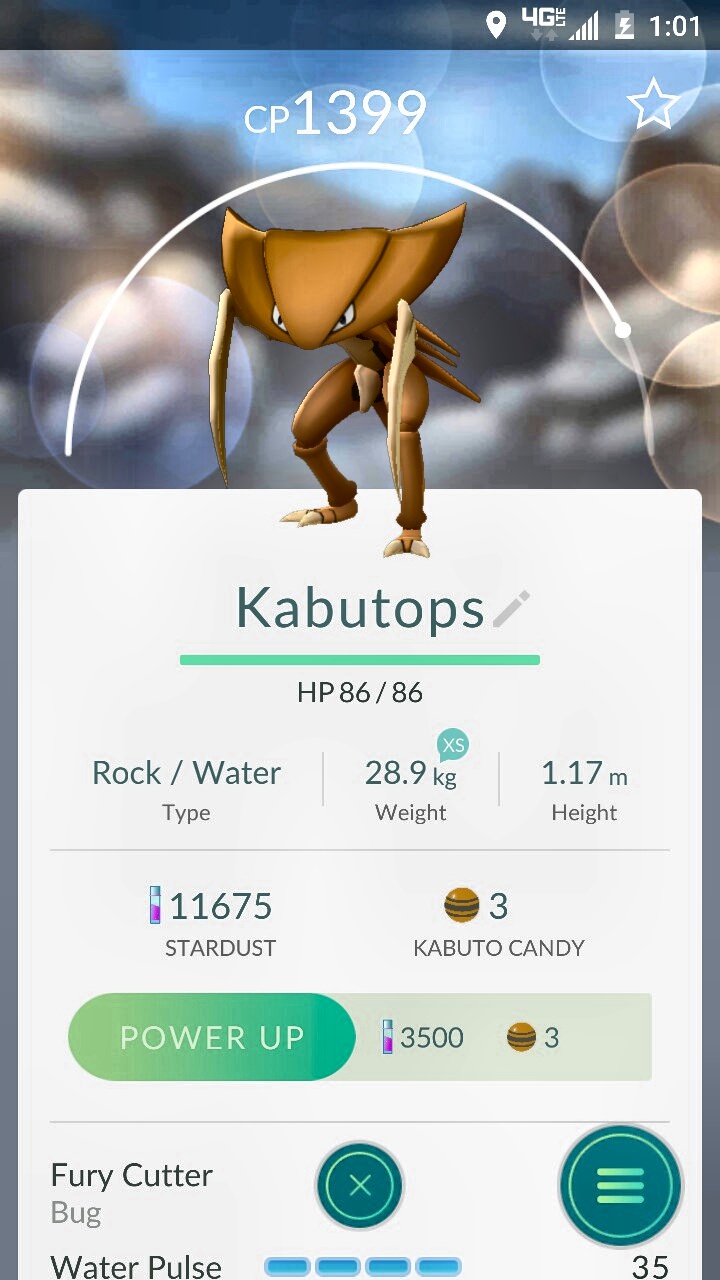 4G LTE 1:01
CP1399
Kabutops
HP 86 / 86
XS
Rock / Water 28.9 kg 1.17 m
Type Weight Height
11675 3
STARDUST KABUTO CANDY
POWER UP 3500 3
Fury Cutter
Bug
Water Pulse 35